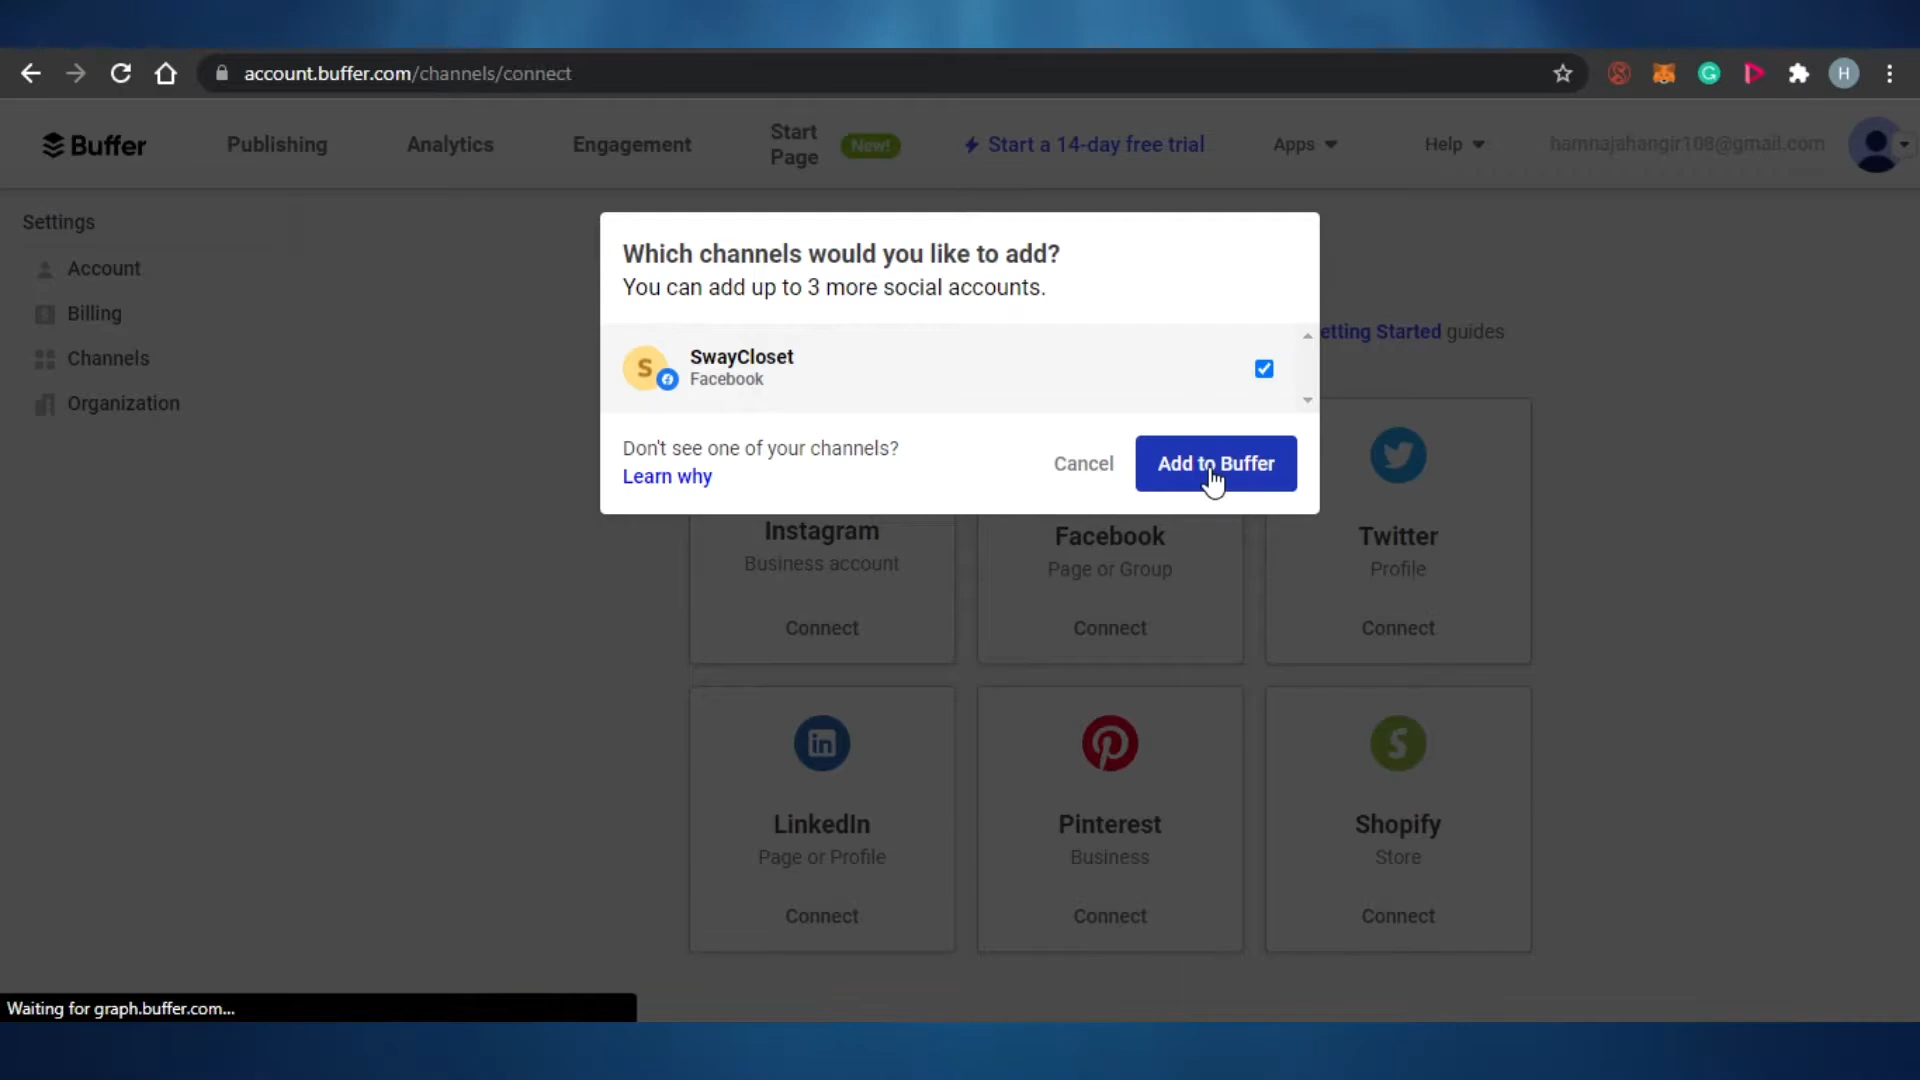 account.buffer.com/channels/connect
H
Buffer
Publishing
Analytics
Engagement
Start Page
New!
Start a 14-day free trial
Apps
Help
hamnajahangir108@gmail.com
Settings
Account
Billing
Channels
Organization
Which channels would you like to add?
You can add up to 3 more social accounts.
etting Started guides
S
SwayCloset
Facebook
Don't see one of your channels?
Learn why
Cancel
Add to Buffer
Instagram
Business account
Connect
Facebook
Page or Group
Connect
Twitter
Profile
Connect
LinkedIn
Page or Profile
Connect
Pinterest
Business
Connect
Shopify
Store
Connect
Waiting for graph.buffer.com...